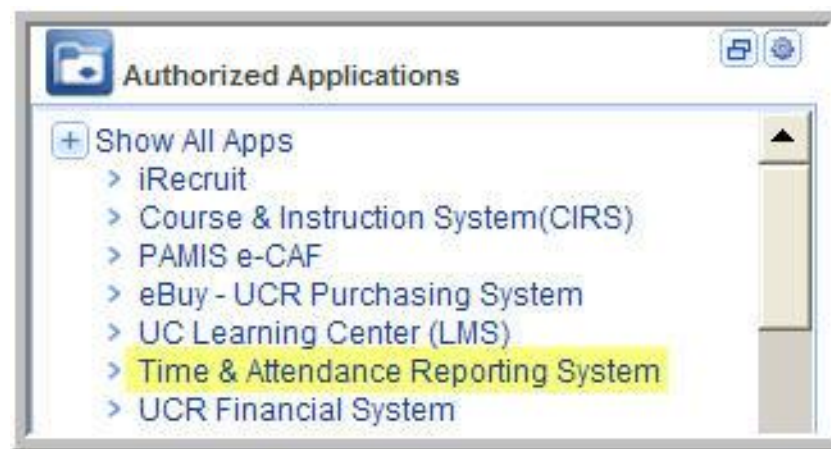 Authorized Applications
Show All Apps
iRecruit
Course & Instruction System(CIRS)
PAMIS e-CAF
eBuy - UCR Purchasing System
UC Learning Center (LMS)
Time & Attendance Reporting System
UCR Financial System